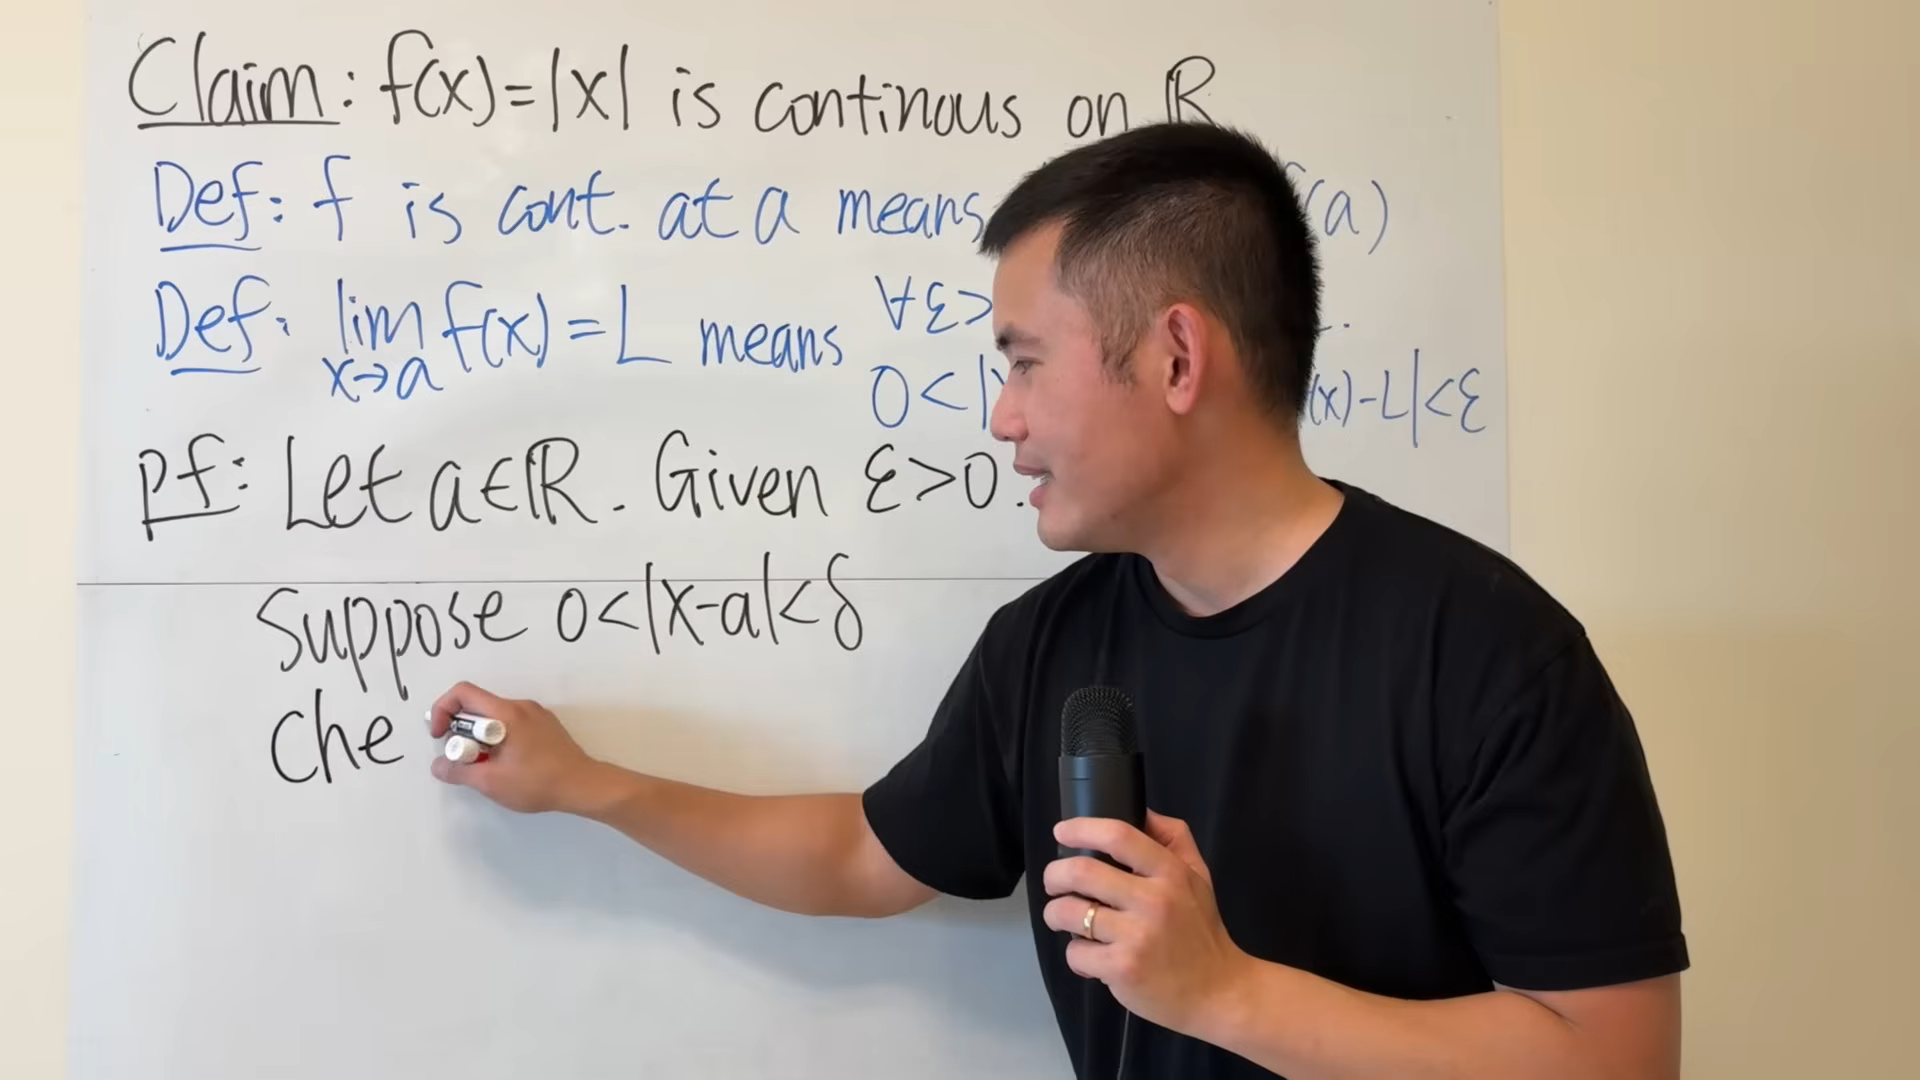 Claim: f(x)=|x| is continous on ℝ
Def: f is cont. at a means (a)
Def: lim x→a f(x)=L means ∀ε>
0<| (x)-L|<ε
pf: Let a∈ℝ. Given ε>0.
Suppose 0<|x-a|<δ
Che